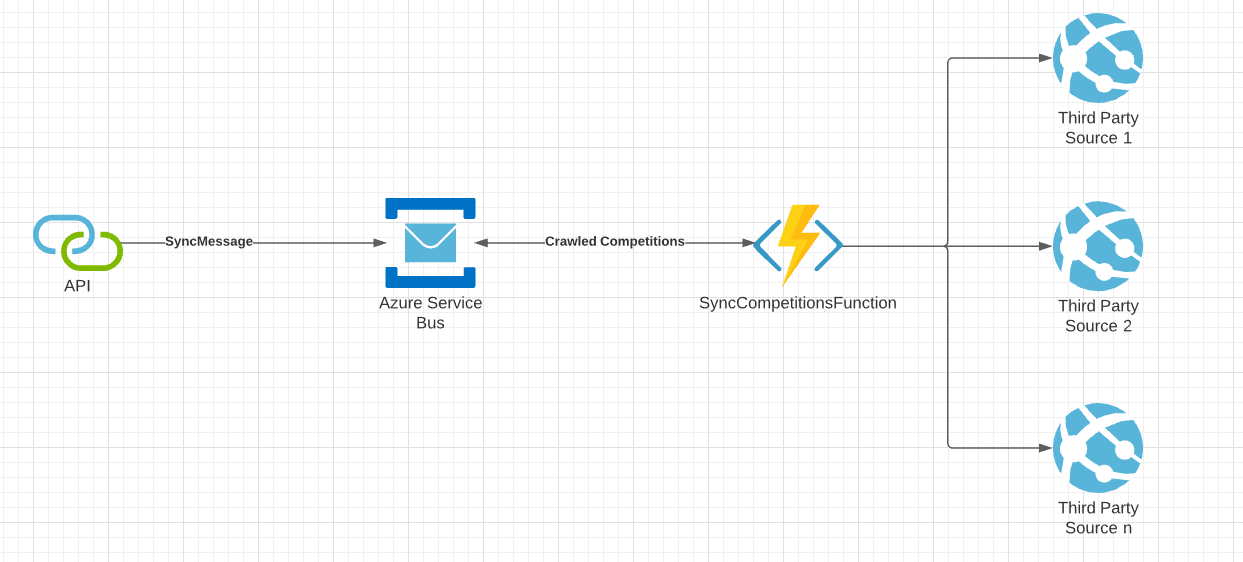 Third Party
Source 1
SyncMessage
Crawled Competitions
API
Azure Service
Bus
SyncCompetitionsFunction
Third Party
Source 2
Third Party
Source n